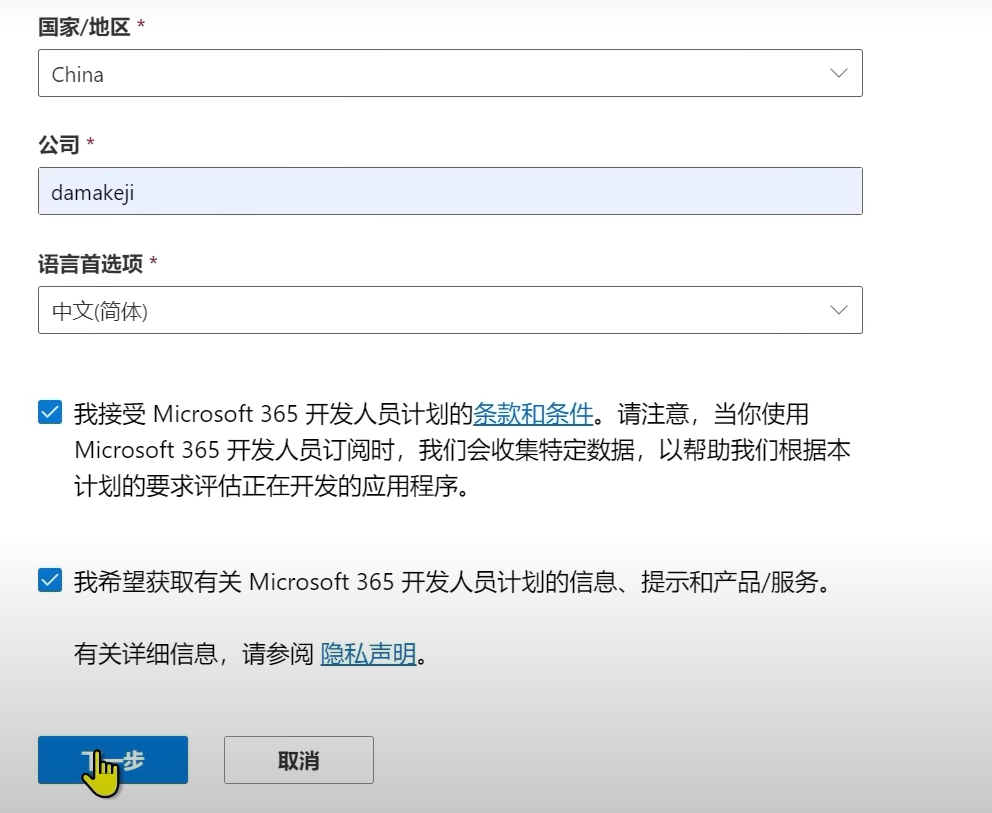 国家/地区 *
China
公司 *
damakeji
语言首选项 *
中文(简体)
我接受 Microsoft 365 开发人员计划的条款和条件。请注意，当你使用
Microsoft 365 开发人员订阅时，我们会收集特定数据，以帮助我们根据本
计划的要求评估正在开发的应用程序。
我希望获取有关 Microsoft 365 开发人员计划的信息、提示和产品/服务。
有关详细信息，请参阅 隐私声明。
下一步
取消